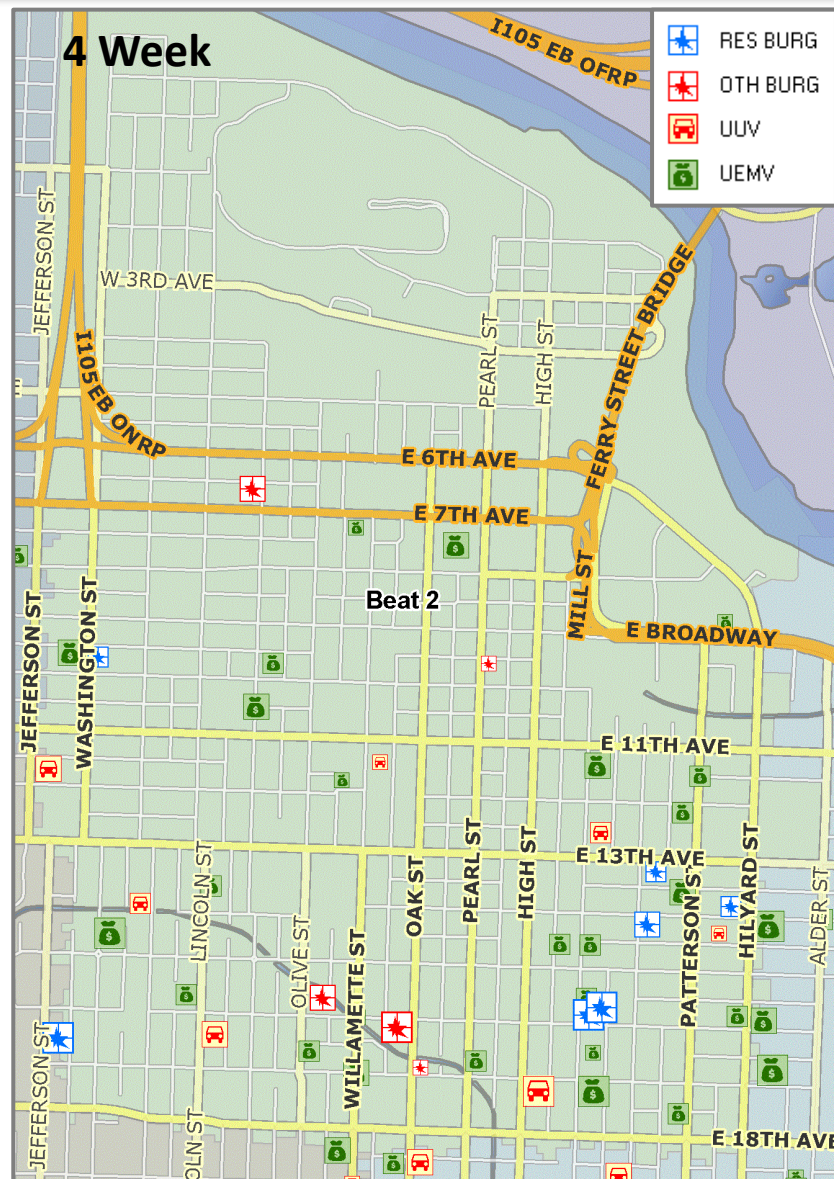 4 Week
I105 EB OFRP
RES BURG
OTH BURG
UUV
UEMV
JEFFERSON ST
W 3RD AVE
FERRY STREET BRIDGE
PEARL ST
HIGH ST
I105EB ONRP
E
E 6TH AVE
E 7TH AVE
MILL ST
Beat 2
E BROADWAY
JEFFERSON ST
WASHINGTON ST
E 11TH AVE
E 13TH AVE
LINCOLN ST
OAK ST
PEARL ST
HIGH ST
PATTERSON ST
HILYARD ST
ALDER ST
OLIVE ST
WILLAMETTE ST
JEFFERSON ST
OLN ST
E 18TH AVE